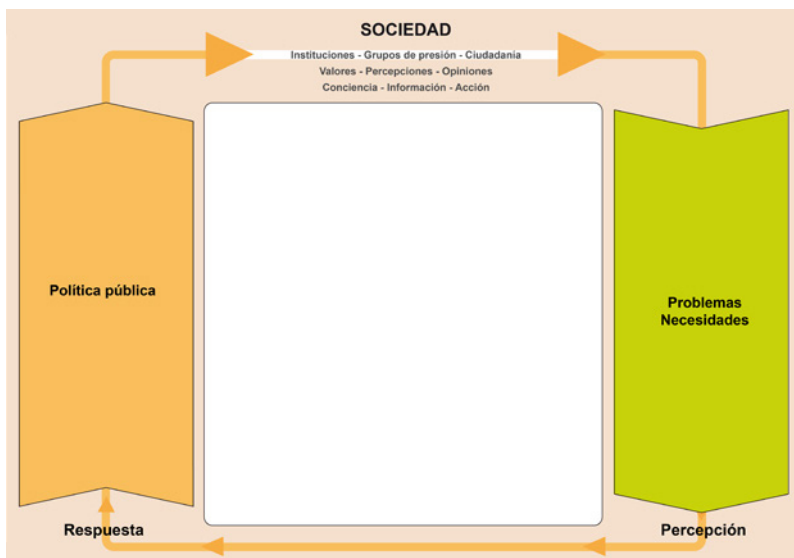 SOCIEDAD
Instituciones - Grupos de presión - Ciudadanía
Valores - Percepciones - Opiniones
Conciencia - Información - Acción
Política pública
Problemas
Necesidades
Respuesta
Percepción